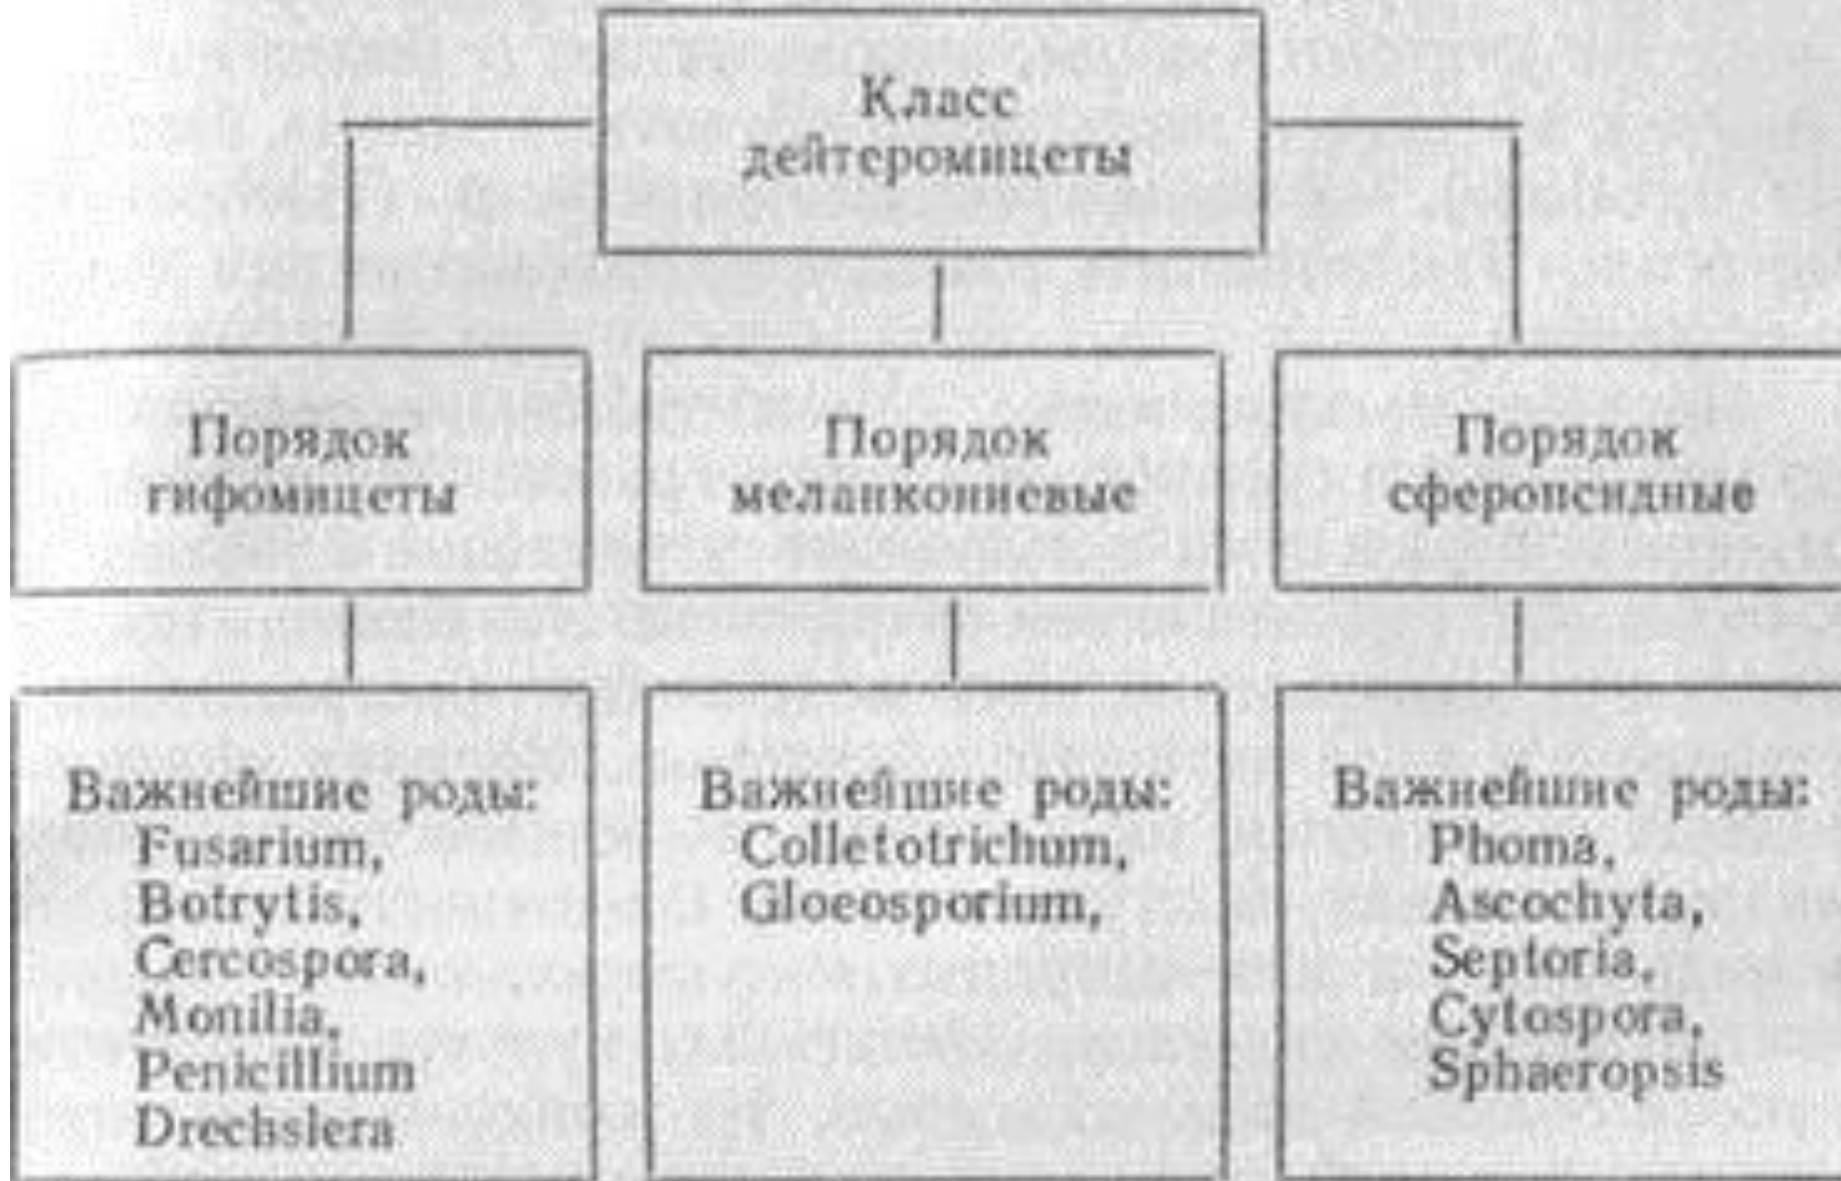 Класс
дейтеромицеты
Порядок
гифомицеты
Порядок
меланкониевые
Порядок
сферопсидные
Важнейшие роды:
Fusarium,
Botrytis,
Cercospora,
Monilia,
Penicillium
Drechslera
Важнейшие роды:
Colletotrichum,
Gloeosporium,
Важнейшие роды:
Phoma,
Ascochyta,
Septoria,
Cytospora,
Sphaeropsis